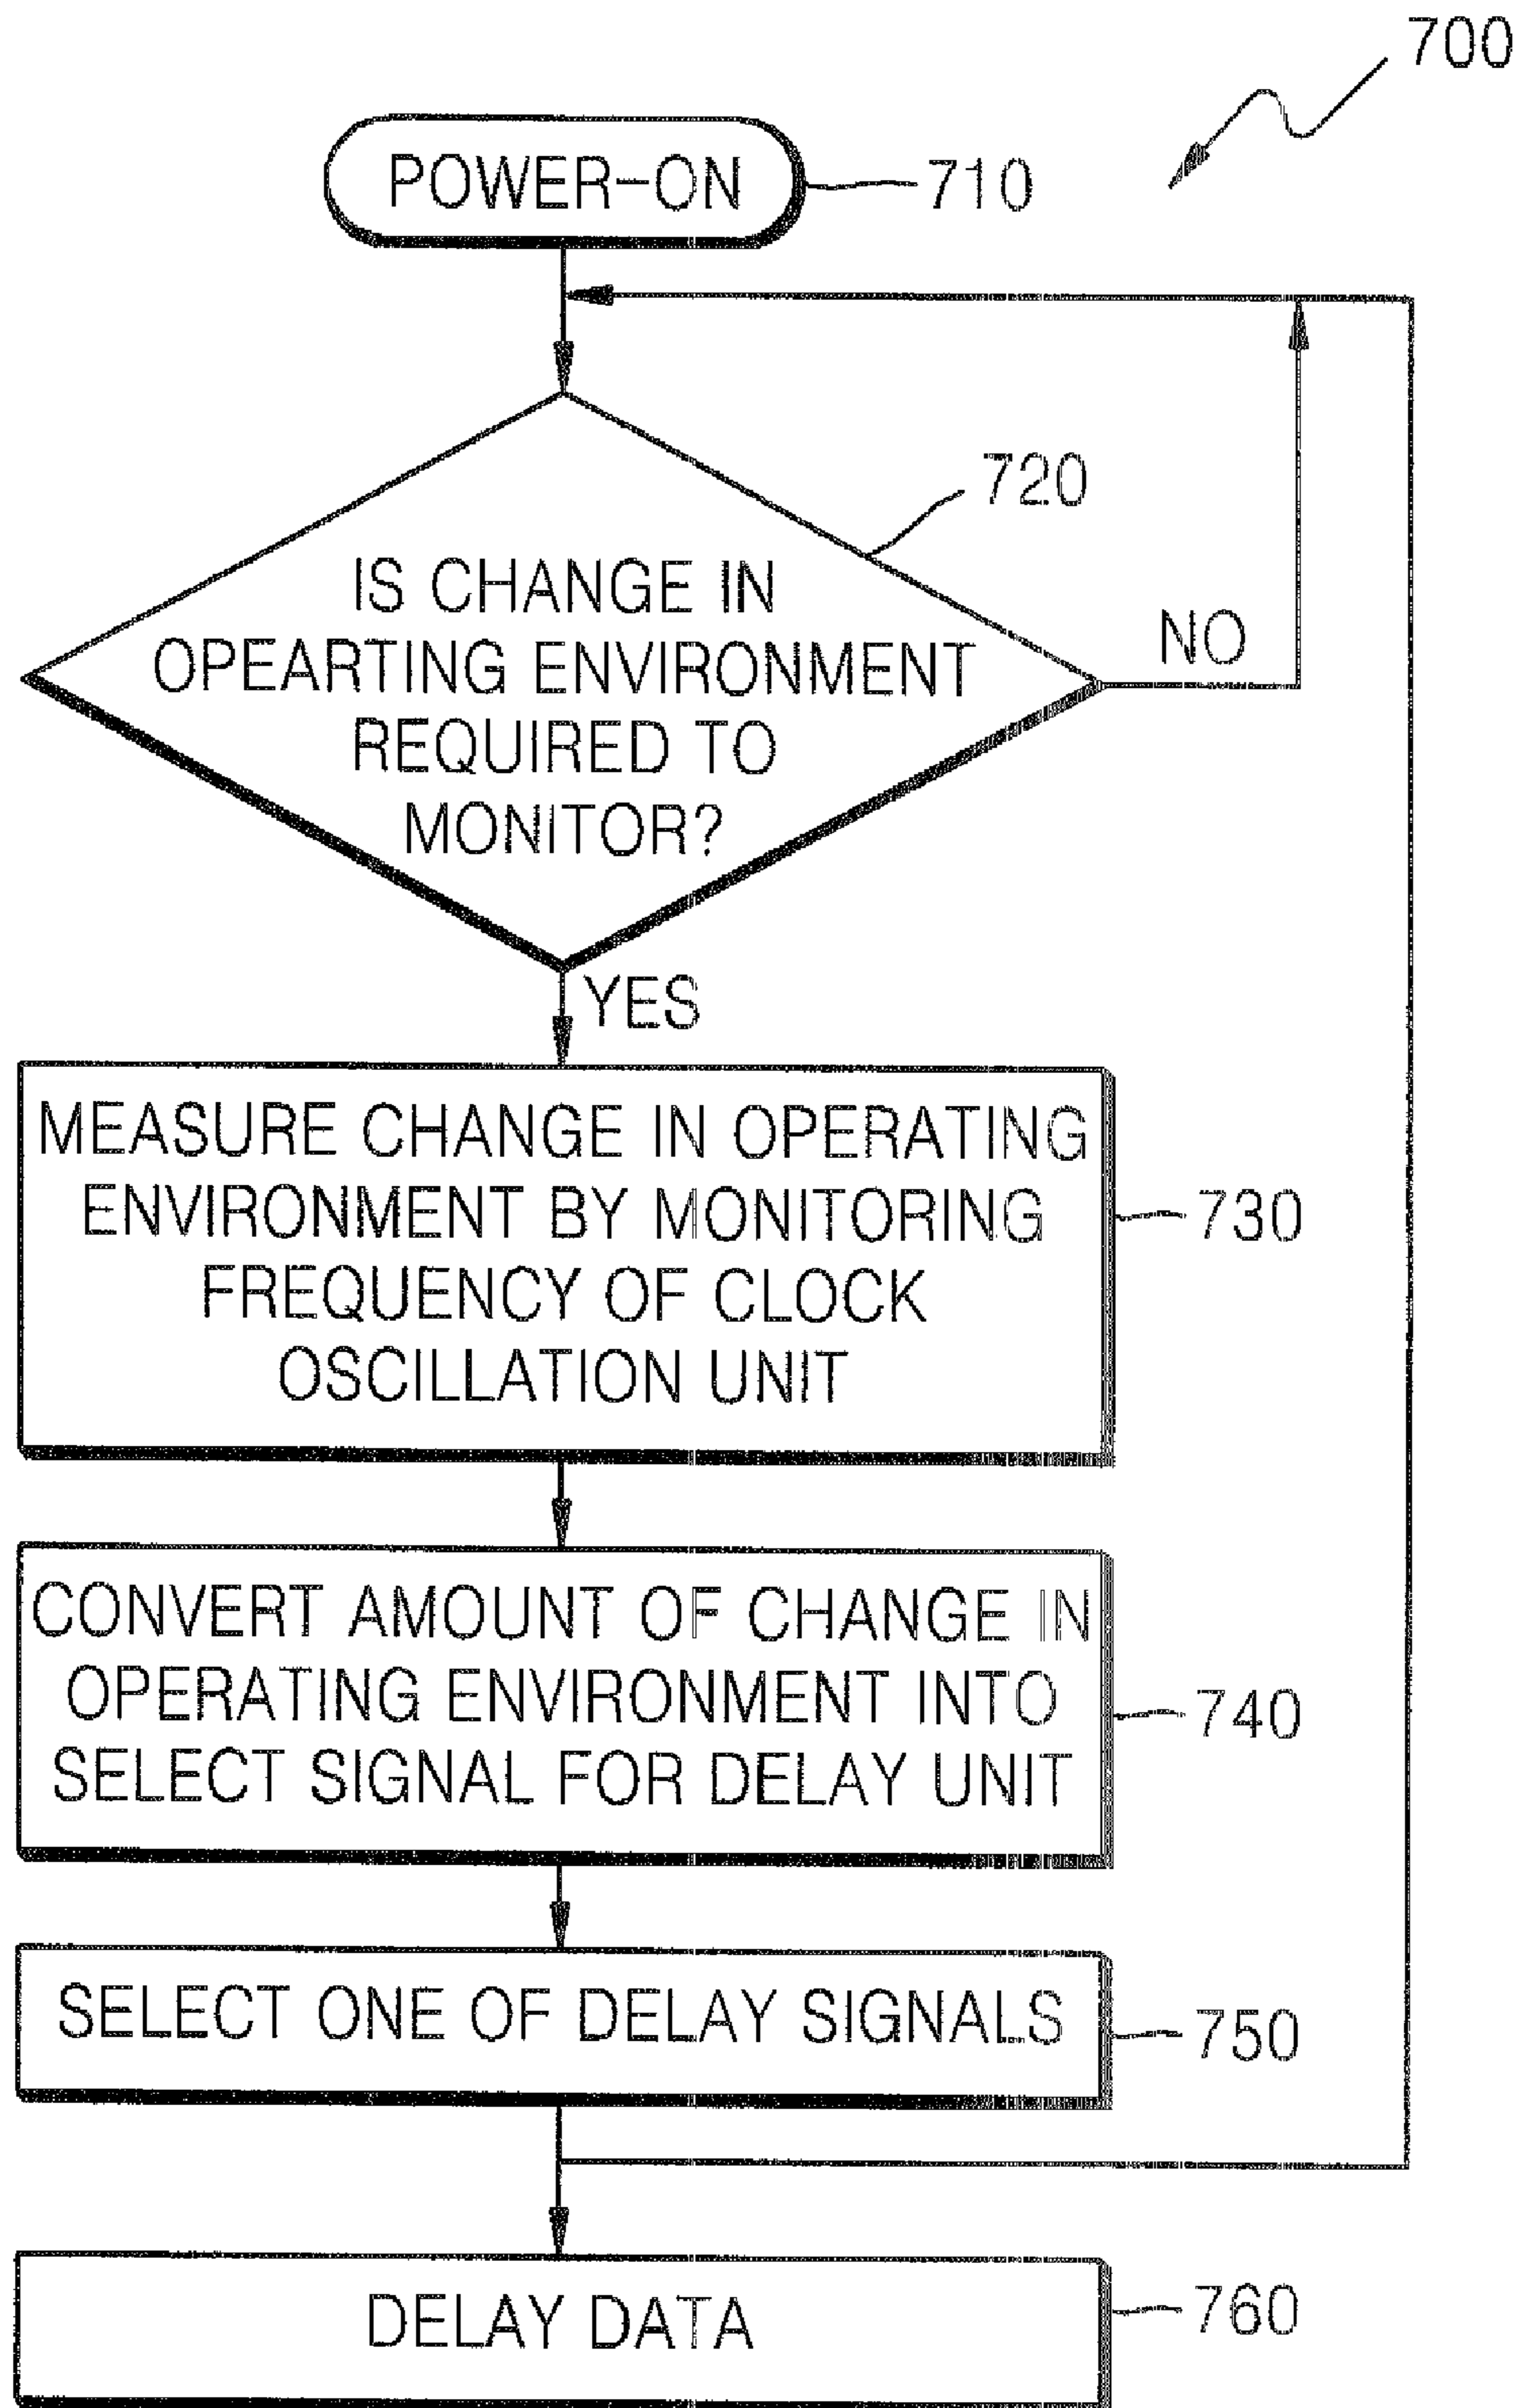 700
POWER-ON
710
720
IS CHANGE IN
OPEARTING ENVIRONMENT
REQUIRED TO
MONITOR?
NO
YES
MEASURE CHANGE IN OPERATING
ENVIRONMENT BY MONITORING
FREQUENCY OF CLOCK
OSCILLATION UNIT
730
CONVERT AMOUNT OF CHANGE IN
OPERATING ENVIRONMENT INTO
SELECT SIGNAL FOR DELAY UNIT
740
SELECT ONE OF DELAY SIGNALS
750
DELAY DATA
760